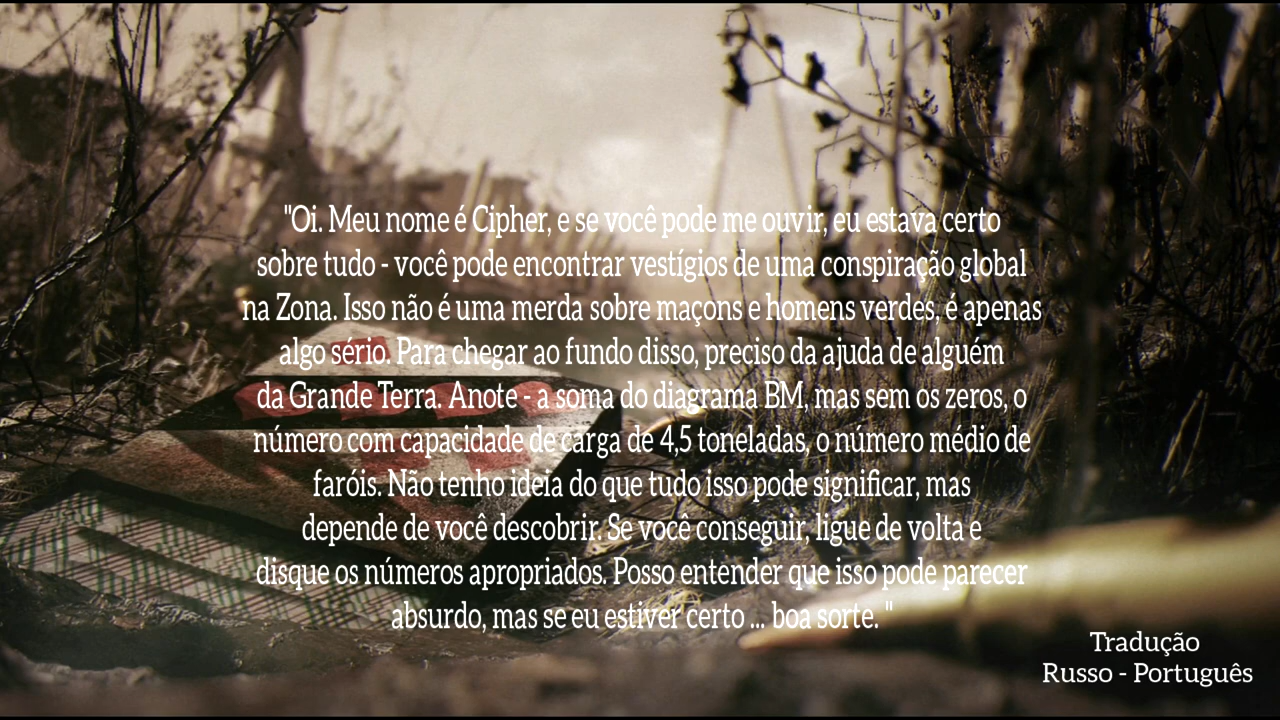 "Oi. Meu nome é Cipher, e se você pode me ouvir, eu estava certo
sobre tudo - você pode encontrar vestígios de uma conspiração global
na Zona. Isso não é uma merda sobre maçons e homens verdes, é apenas
algo sério. Para chegar ao fundo disso, preciso da ajuda de alguém
da Grande Terra. Anote - a soma do diagrama BM, mas sem os zeros, o
número com capacidade de carga de 4,5 toneladas, o número médio de
faróis. Não tenho ideia do que tudo isso pode significar, mas
depende de você descobrir. Se você conseguir, ligue de volta e
disque os números apropriados. Posso entender que isso pode parecer
absurdo, mas se eu estiver certo ... boa sorte. "
Tradução
Russo - Português